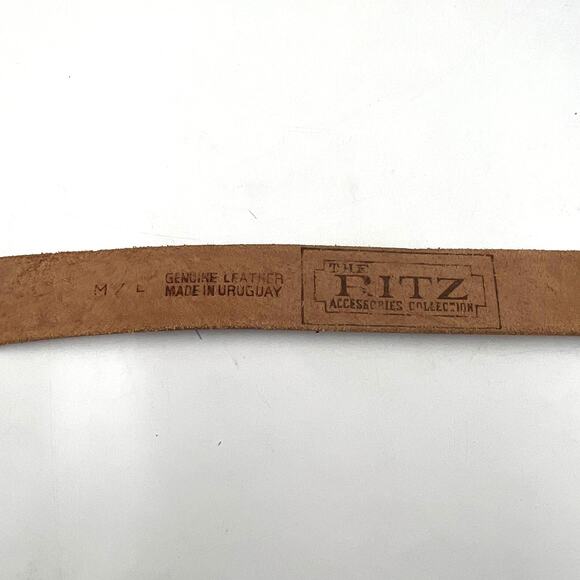 M / L
GENUINE LEATHER
MADE IN URUGUAY
THE
RITZ
ACCESSORIES COLLECTION